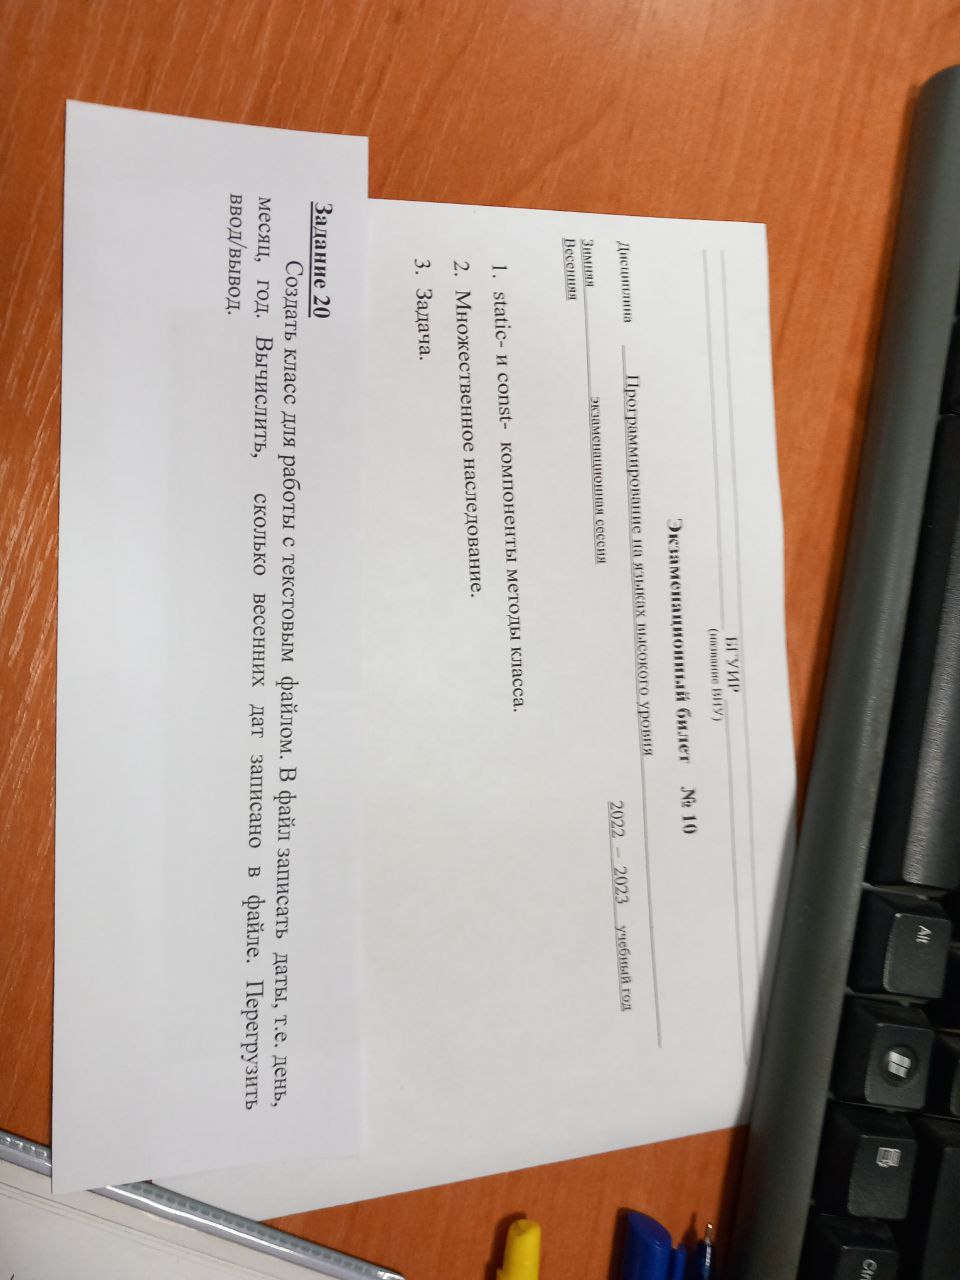 БГУИР
(название ВУУ)
Экзаменационный билет № 10
Дисциплина Программирование на языках высокого уровня
Зимняя экзаменационная сессия 2022 – 2023 учебный год
Весенняя
1. static- и const- компоненты методы класса.
2. Множественное наследование.
3. Задача.
Задание 20
Создать класс для работы с текстовым файлом. В файл записать даты, т.е. день,
месяц, год. Вычислить, сколько весенних дат записано в файле. Перегрузить
ввод/вывод.
Alt
Ctrl